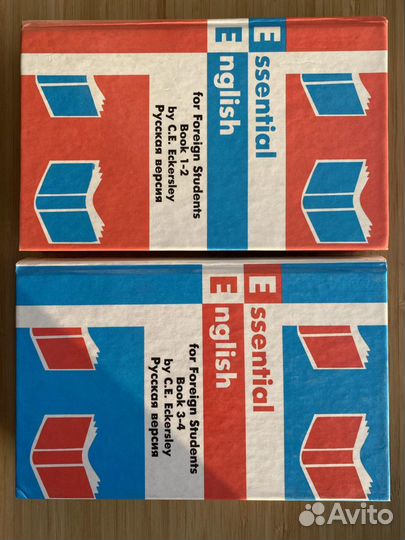 Essential
English
for Foreign Students
Book 1-2
by C.E. Eckersley
Русская версия
Essential
English
for Foreign Students
Book 3-4
by C.E. Eckersley
Русская версия
Avito